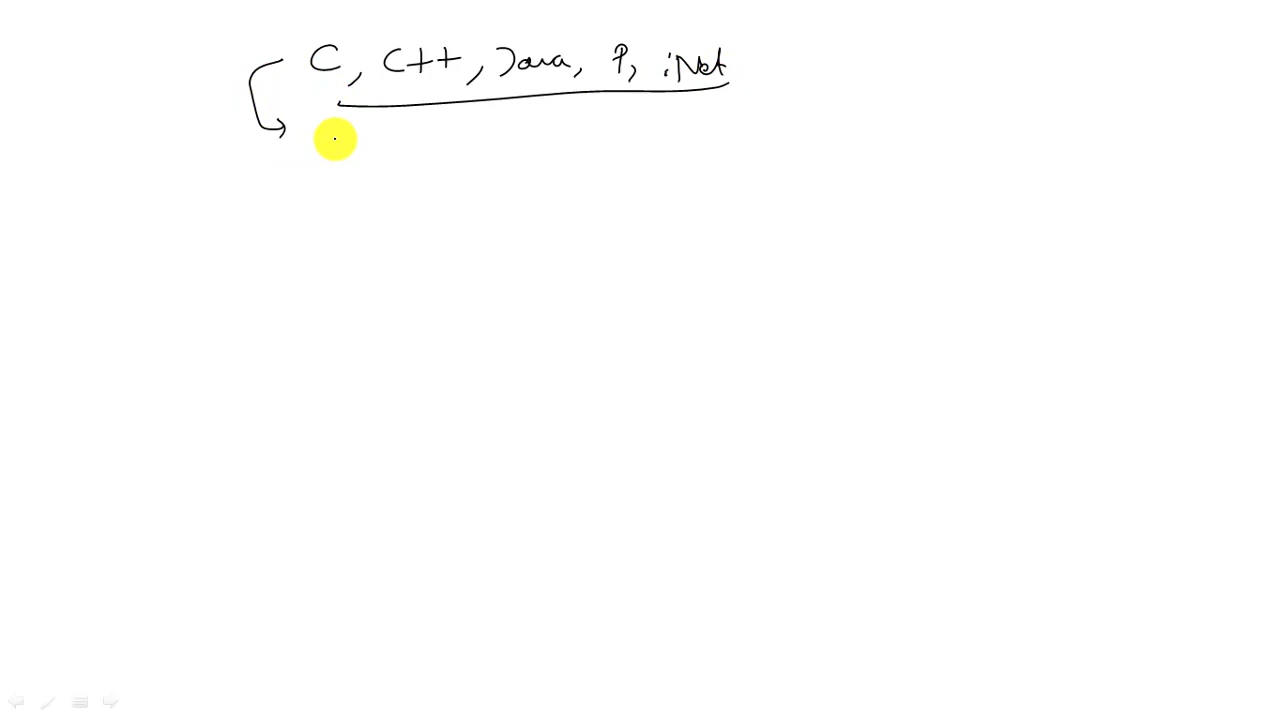 C, C++, Java, P, .Net